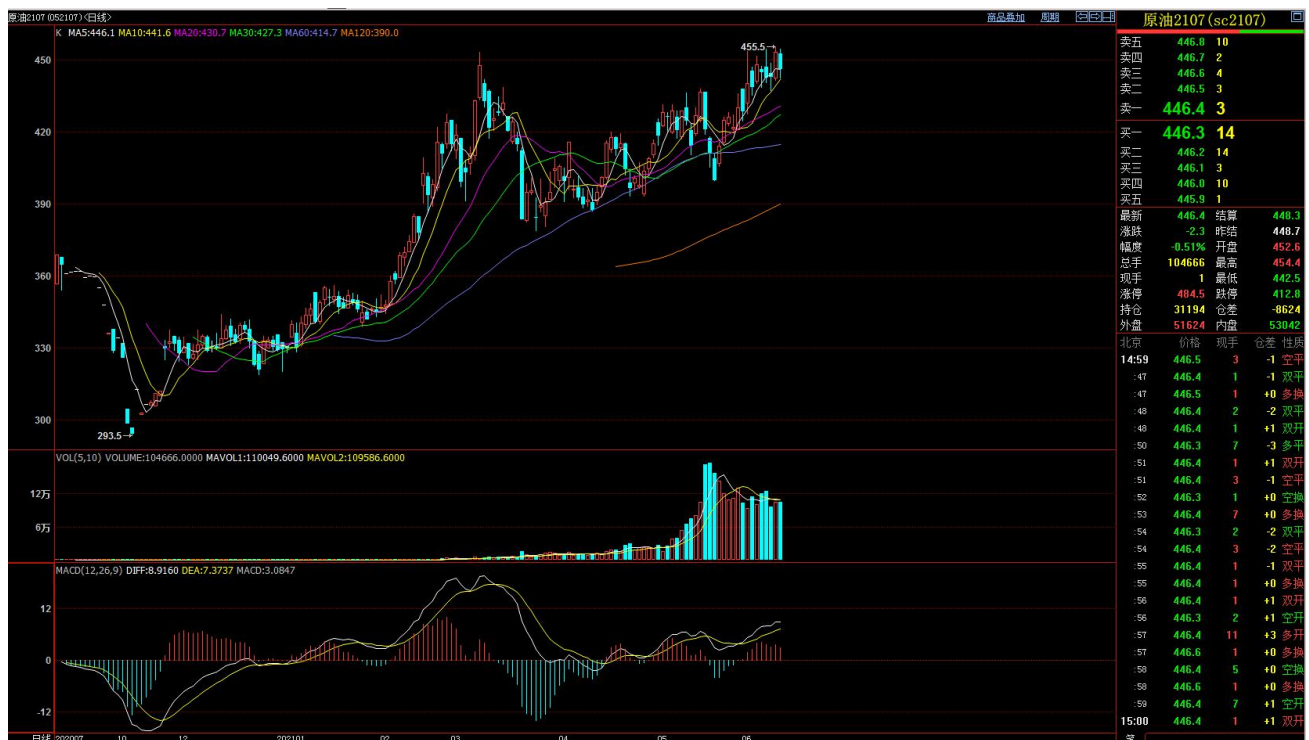 原油2107(052107)<日线>
商品叠加 周期
K MA5:446.1 MA10:441.6 MA20:430.7 MA30:427.3 MA60:414.7 MA120:390.0
455.5
450
420
390
360
330
300
293.5
VOL(5,10) VOLUME:104666.0000 MAVOL1:110049.6000 MAVOL2:109586.6000
12万
6万
MACD(12,26,9) DIFF:8.9160 DEA:7.3737 MACD:3.0847
12
0
-12
日线 202007 10 12 202101 02 03 04 05 06
原油2107(sc2107)
卖五 446.8 10
卖四 446.7 2
卖三 446.6 4
卖二 446.5 3
卖一 446.4 3
买一 446.3 14
买二 446.2 14
买三 446.1 3
买四 446.0 10
买五 445.9 1
最新 446.4 结算 448.3
涨跌 -2.3 昨结 448.7
幅度 -0.51% 开盘 452.6
总手 104666 最高 454.4
现手 1 最低 442.5
涨停 484.5 跌停 412.8
持仓 31194 仓差 -8624
外盘 51624 内盘 53042
北京 价格 现手 仓差 性质
14:59 446.5 3 -1 空平
:47 446.4 1 -1 双平
:47 446.5 1 +0 多换
:48 446.4 2 -2 双平
:48 446.4 1 +1 双开
:50 446.3 7 -3 多平
:51 446.4 1 +1 双开
:51 446.4 3 -1 空平
:52 446.3 1 +0 空换
:53 446.4 7 +0 多换
:54 446.3 2 -2 双平
:54 446.4 3 -2 空平
:55 446.4 1 -1 双平
:55 446.4 1 +0 多换
:56 446.4 1 +1 双开
:56 446.3 2 +1 空开
:57 446.4 11 +3 多开
:57 446.6 1 +0 多换
:58 446.4 5 +0 空换
:58 446.6 1 +0 多换
:59 446.4 7 +1 空开
15:00 446.4 1 +1 双开
笔